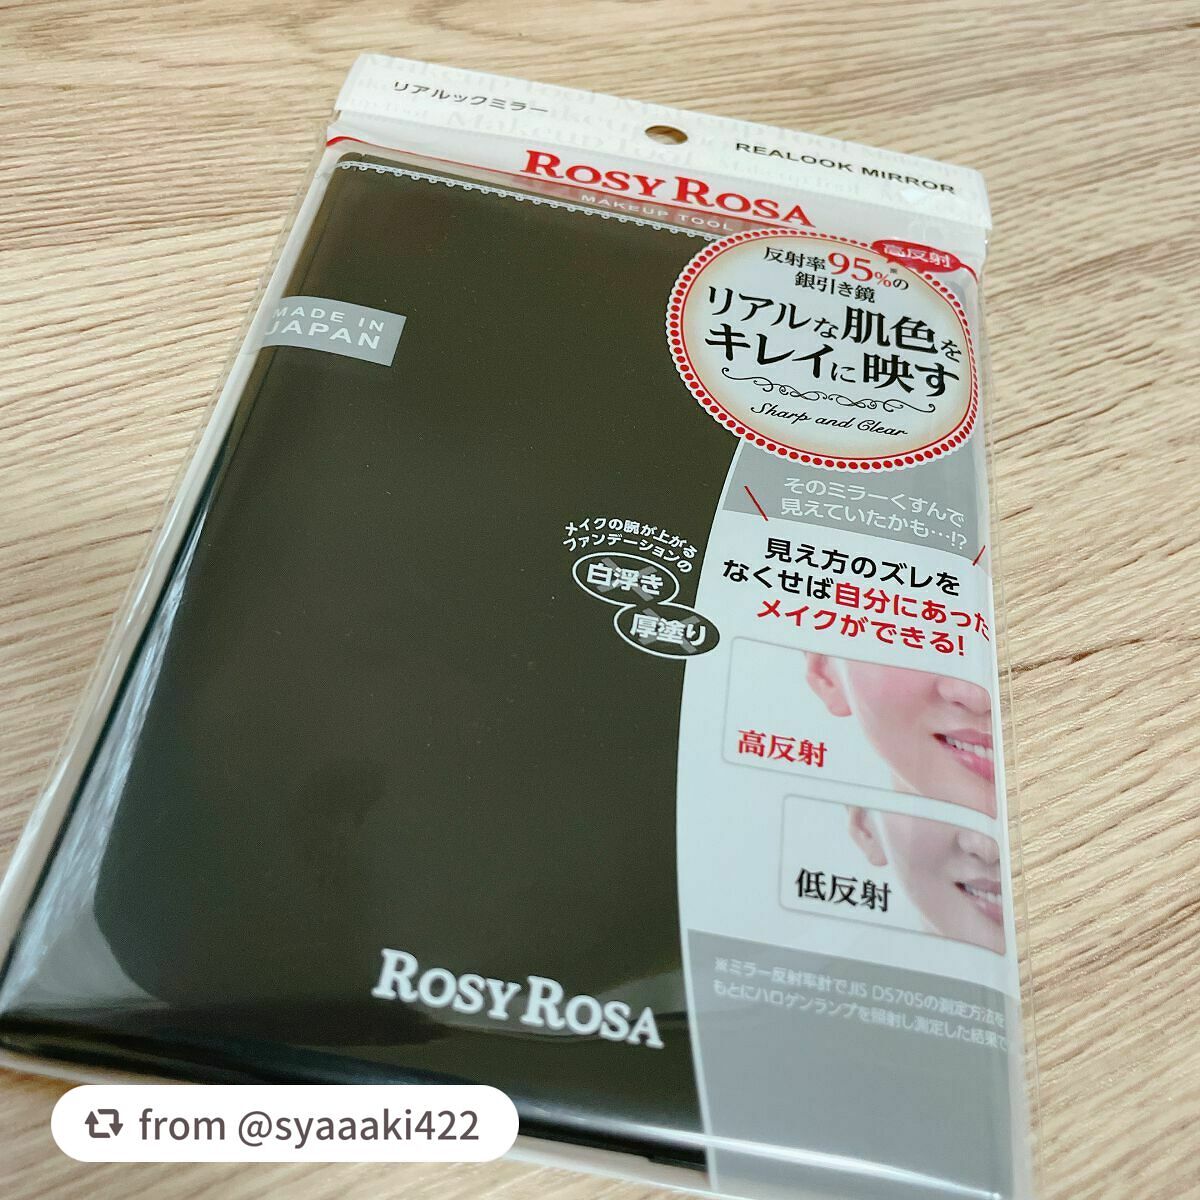 リアルックミラー
REALOOK MIRROR
ROSY ROSA
MAKEUP TOOL
高反射
反射率95%※の
銀引き鏡
リアルな肌色を
キレイに映す
Sharp and Clear
MADE IN
JAPAN
そのミラーくすんで
見えていたかも…!?
メイクの腕が上がる
ファンデーションの
白浮き
厚塗り
見え方のズレを
なくせば自分にあった
メイクができる!
高反射
低反射
ROSY ROSA
※ミラー反射率計でJIS D5705の測定方法を
もとにハロゲンランプを照射し測定した結果で
from @syaaaki422